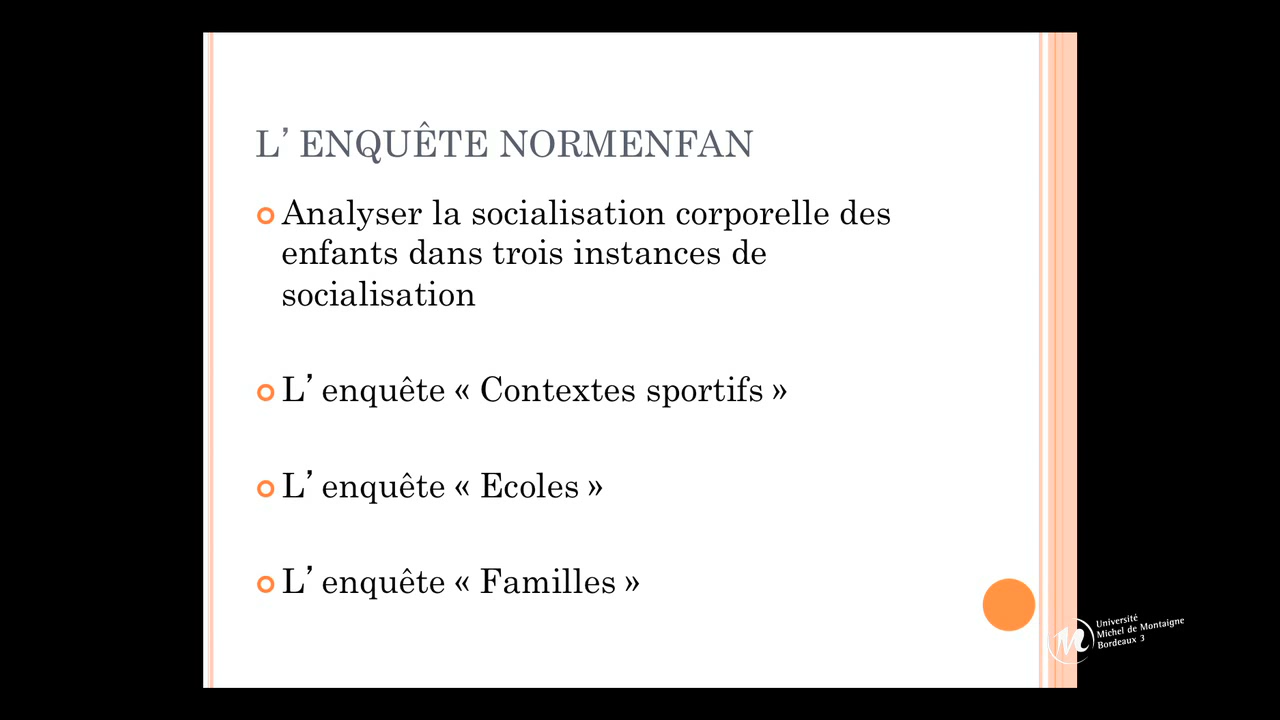 L’ ENQUÊTE NORMENFAN
Analyser la socialisation corporelle des
enfants dans trois instances de
socialisation
L’ enquête « Contextes sportifs »
L’ enquête « Ecoles »
L’ enquête « Familles »
Université
Michel de Montaigne
Bordeaux 3